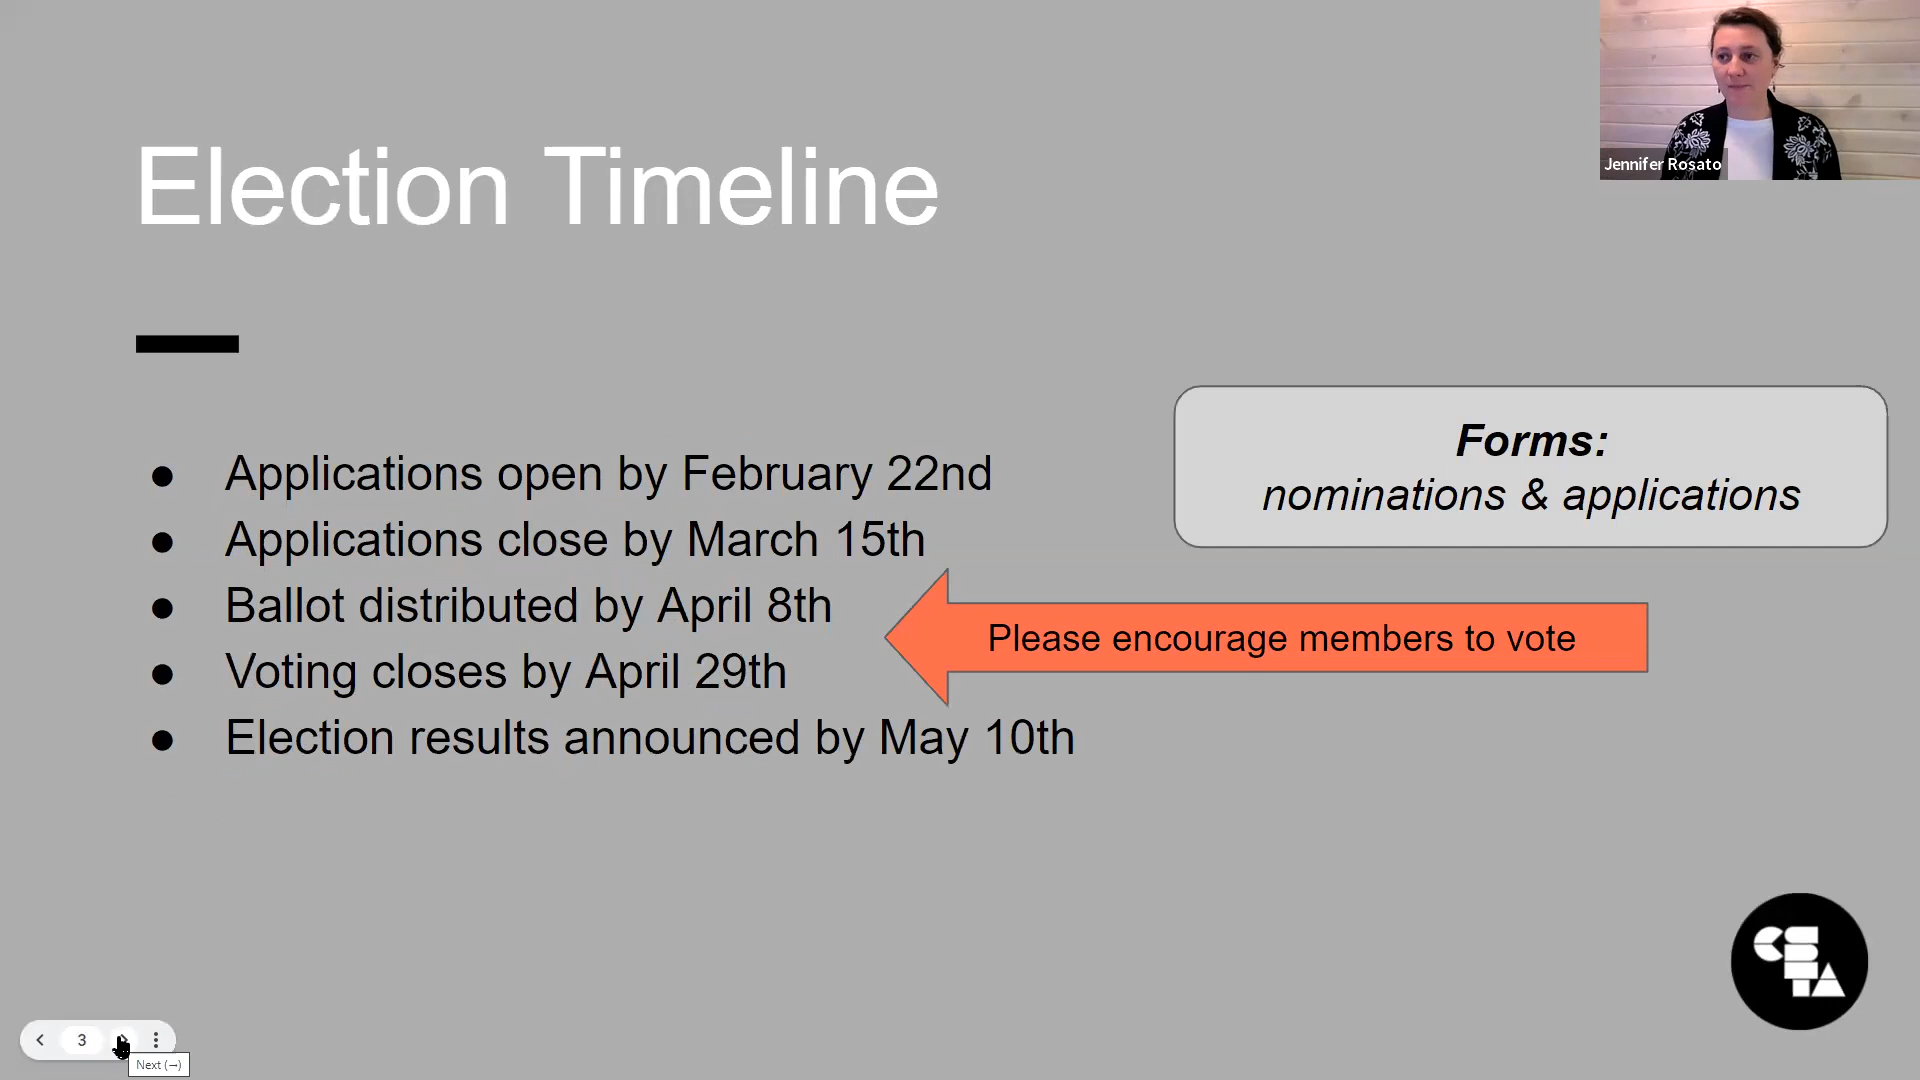 Jennifer Rosato
Election Timeline
Forms:
nominations & applications
● Applications open by February 22nd
● Applications close by March 15th
● Ballot distributed by April 8th
Please encourage members to vote
● Voting closes by April 29th
● Election results announced by May 10th
CSTA
3
Next (→)